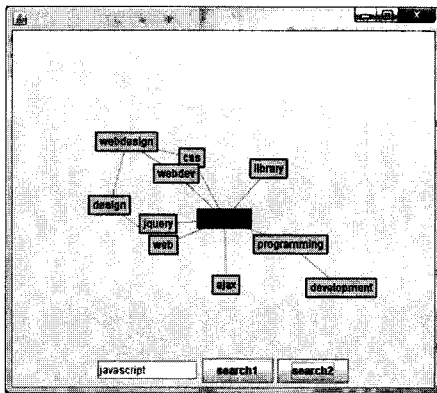 webdesign
css
webdev
library
design
jquery
web
programming
ajax
development
javascript
search1
search2